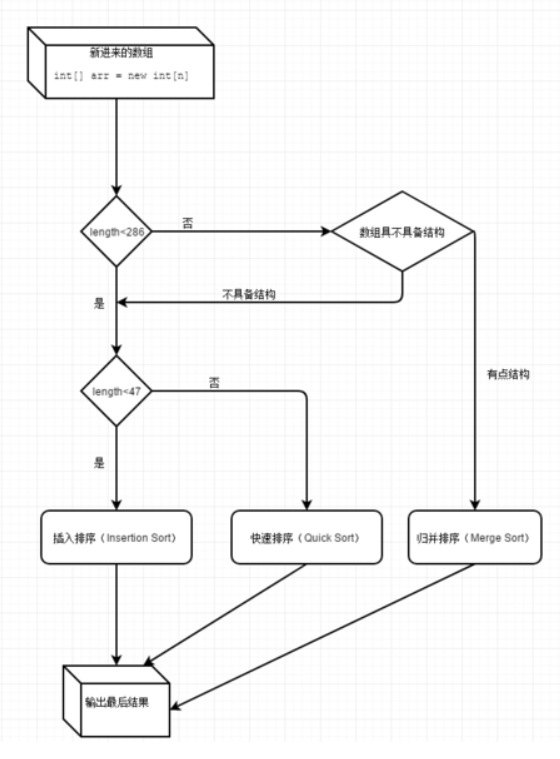 新进来的数组
int[] arr = new int[n]
length<286
否
数组具不具备结构
是
不具备结构
有点结构
length<47
否
是
插入排序（Insertion Sort）
快速排序（Quick Sort）
归并排序（Merge Sort）
输出最后结果